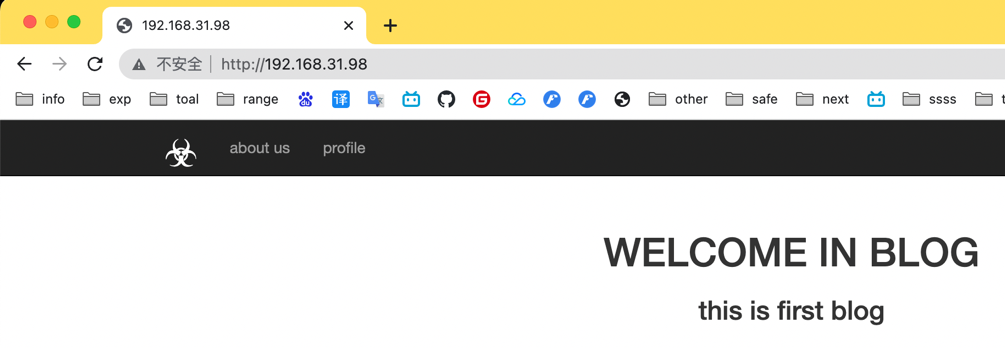 192.168.31.98
不安全 http://192.168.31.98
info exp toal range 译 G other safe next ssss t
about us profile
WELCOME IN BLOG
this is first blog